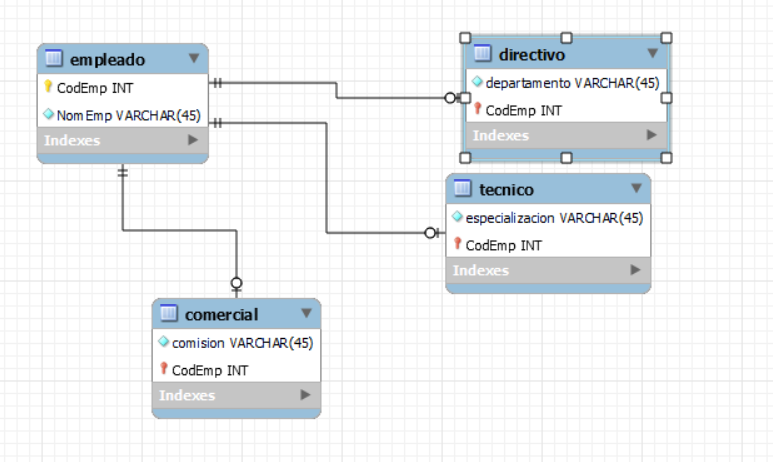 empleado
CodEmp INT
NomEmp VARCHAR(45)
Indexes
directivo
departamento VARCHAR(45)
CodEmp INT
Indexes
tecnico
especializacion VARCHAR(45)
CodEmp INT
Indexes
comercial
comision VARCHAR(45)
CodEmp INT
Indexes